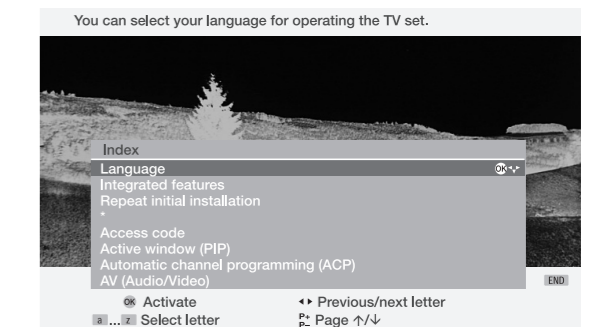 You can select your language for operating the TV set.
Index
Language OK
Integrated features
Repeat initial installation
*
Access code
Active window (PIP)
Automatic channel programming (ACP)
AV (Audio/Video)
END
OK Activate ◂ ▸ Previous/next letter
a ... z Select letter P+ P– Page ↑/↓